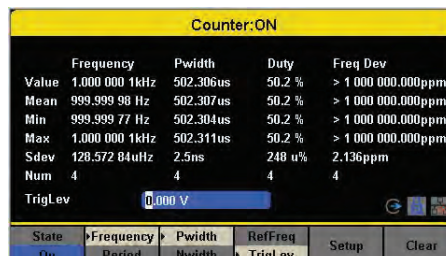 Counter:ON
Frequency Pwidth Duty Freq Dev
Value 1.000 000 1kHz 502.306us 50.2 % > 1 000 000.000ppm
Mean 999.999 98 Hz 502.307us 50.2 % > 1 000 000.000ppm
Min 999.999 77 Hz 502.304us 50.2 % > 1 000 000.000ppm
Max 1.000 000 1kHz 502.311us 50.2 % > 1 000 000.000ppm
Sdev 128.572 84uHz 2.5ns 248 u% 2.136ppm
Num 4 4 4 4
TrigLev 0.000 V
State Frequency Pwidth RefFreq Setup Clear
On Period Nwidth TrigLev